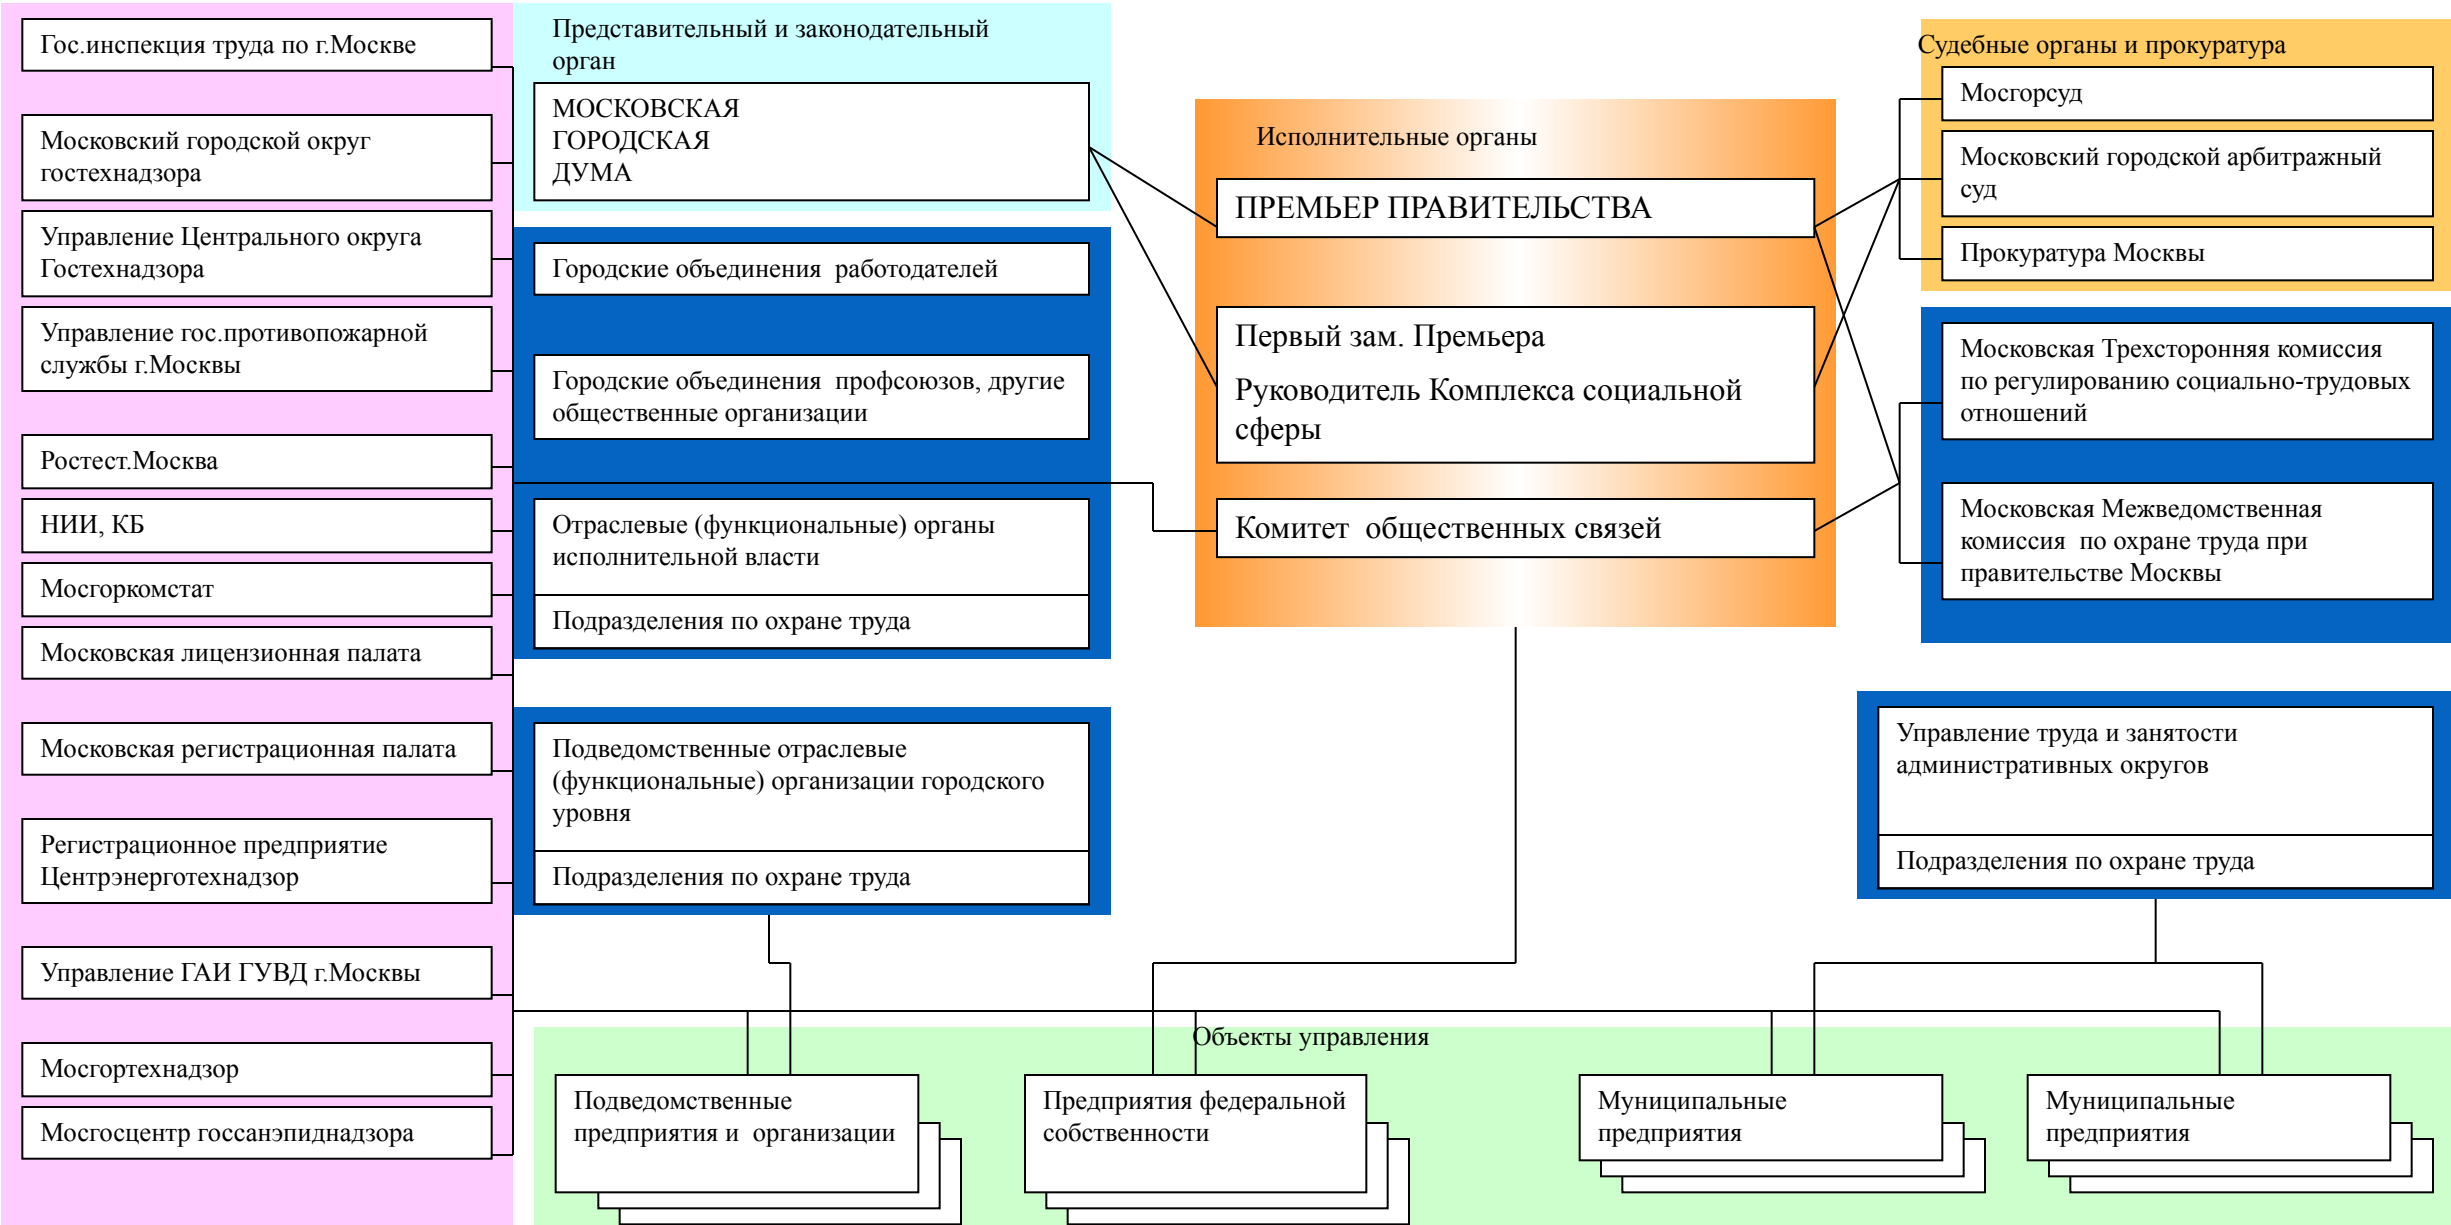 Гос.инспекция труда по г.Москве
Московский городской округ
гостехнадзора
Управление Центрального округа
Гостехнадзора
Управление гос.противопожарной
службы г.Москвы
Ростест.Москва
НИИ, КБ
Мосгоркомстат
Московская лицензионная палата
Московская регистрационная палата
Регистрационное предприятие
Центрэнерготехнадзор
Управление ГАИ ГУВД г.Москвы
Мосгортехнадзор
Мосгосцентр госсанэпиднадзора
Представительный и законодательный
орган
МОСКОВСКАЯ
ГОРОДСКАЯ
ДУМА
Городские объединения  работодателей
Городские объединения  профсоюзов, другие
общественные организации
Отраслевые (функциональные) органы
исполнительной власти
Подразделения по охране труда
Подведомственные отраслевые
(функциональные) организации городского
уровня
Подразделения по охране труда
Исполнительные органы
ПРЕМЬЕР ПРАВИТЕЛЬСТВА
Первый зам. Премьера
Руководитель Комплекса социальной
сферы
Комитет  общественных связей
Судебные органы и прокуратура
Мосгорсуд
Московский городской арбитражный
суд
Прокуратура Москвы
Московская Трехсторонняя комиссия
по регулированию социально-трудовых
отношений
Московская Межведомственная
комиссия  по охране труда при
правительстве Москвы
Управление труда и занятости
административных округов
Подразделения по охране труда
Объекты управления
Подведомственные
предприятия и  организации
Предприятия федеральной
собственности
Муниципальные
предприятия
Муниципальные
предприятия